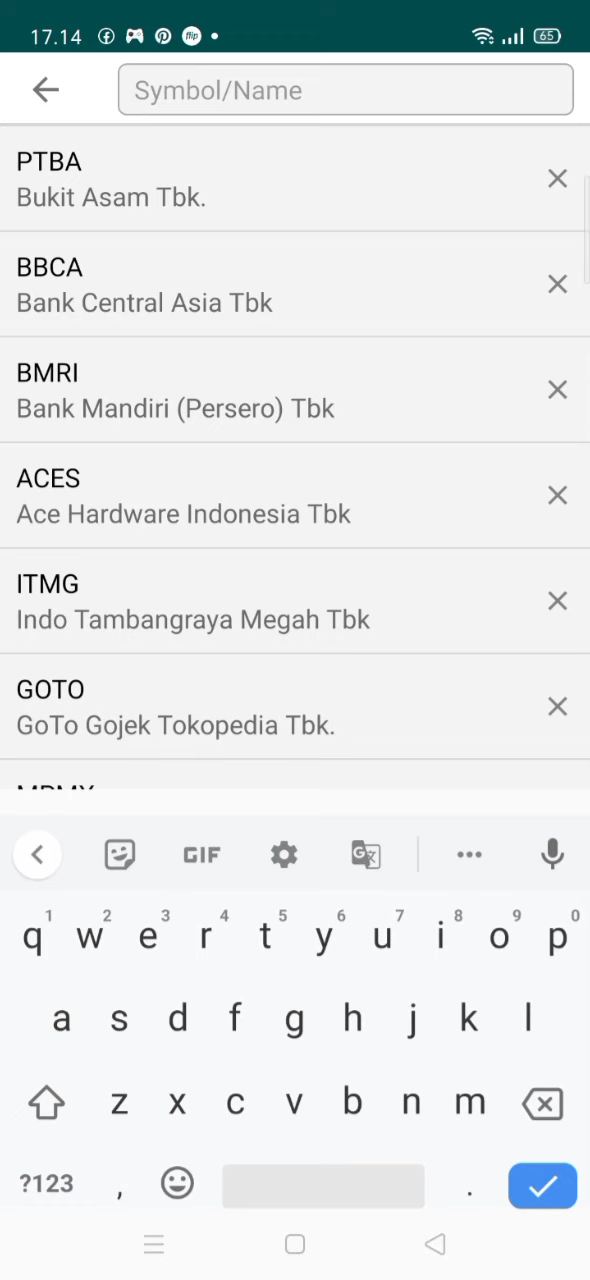 17.14 flip 65
Symbol/Name
PTBA
Bukit Asam Tbk.
BBCA
Bank Central Asia Tbk
BMRI
Bank Mandiri (Persero) Tbk
ACES
Ace Hardware Indonesia Tbk
ITMG
Indo Tambangraya Megah Tbk
GOTO
GoTo Gojek Tokopedia Tbk.
GIF
1 2 3 4 5 6 7 8 9 0
q w e r t y u i o p
a s d f g h j k l
z x c v b n m
?123 , .